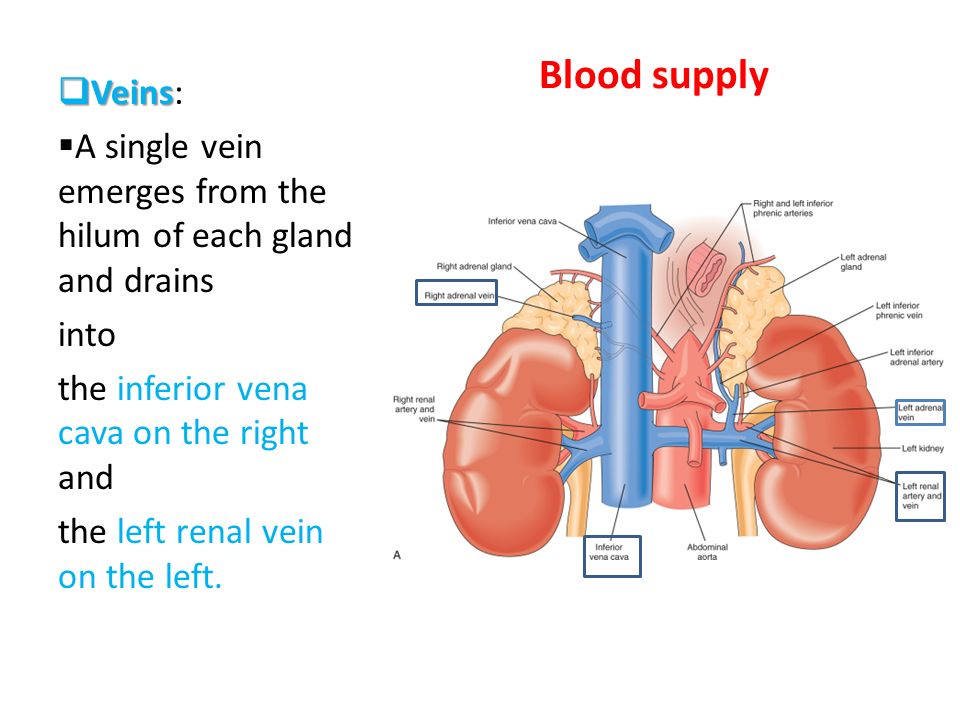 Blood supply
❑Veins:
▪A single vein
emerges from the
hilum of each gland
and drains
into
the inferior vena
cava on the right
and
the left renal vein
on the left.
Inferior vena cava
Right and left inferior
phrenic arteries
Right adrenal gland
Left adrenal
gland
Right adrenal vein
Left inferior
phrenic vein
Left inferior
adrenal artery
Right renal
artery and
vein
Left adrenal
vein
Left kidney
Left renal
artery and
vein
A
Inferior
vena cava
Abdominal
aorta